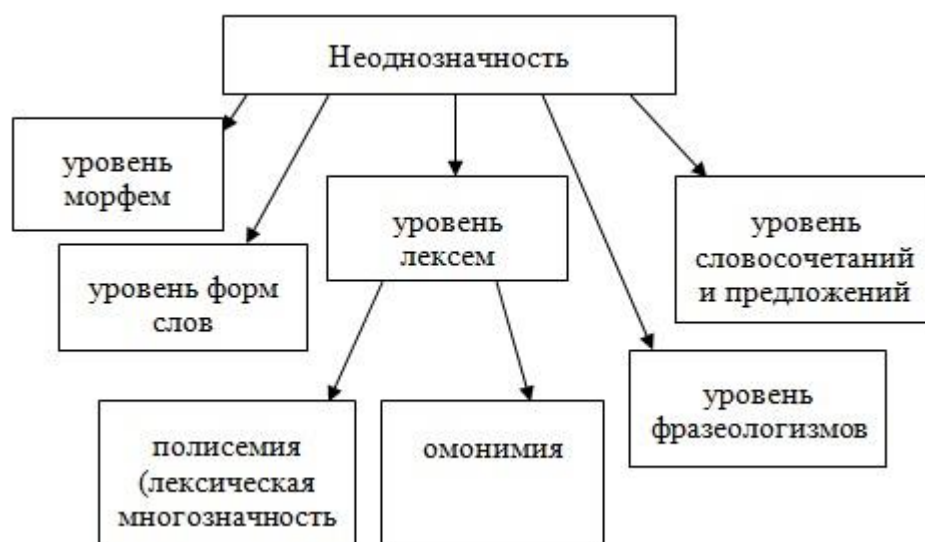 Неоднозначность
уровень
морфем
уровень форм
слов
уровень
лексем
уровень
словосочетаний
и предложений
уровень
фразеологизмов
полисемия
(лексическая
многозначность
омонимия